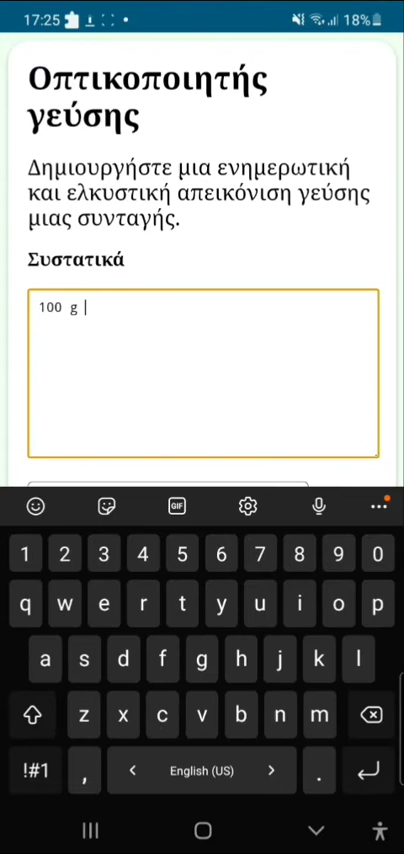 17:25 18%
Οπτικοποιητής
γεύσης
Δημιουργήστε μια ενημερωτική
και ελκυστική απεικόνιση γεύσης
μιας συνταγής.
Συστατικά
100 g
GIF
1 2 3 4 5 6 7 8 9 0
q w e r t y u i o p
a s d f g h j k l
z x c v b n m
!#1 , < English (US) > .